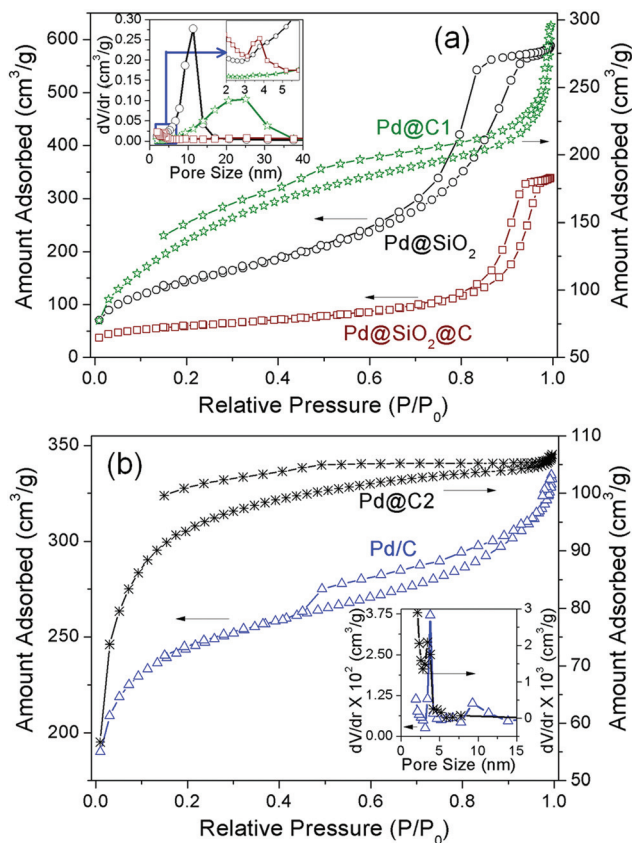 (a)
Amount Adsorbed (cm³/g)
600
500
400
300
200
100
0
0.0 0.2 0.4 0.6 0.8 1.0
Relative Pressure (P/P₀)
300
250
200
150
100
50
Amount Adsorbed (cm³/g)
Pd@C1
Pd@SiO₂
Pd@SiO₂@C
dV/dr (cm³/g)
0.30
0.25
0.20
0.15
0.10
0.05
0.00
0 10 20 30 40
Pore Size (nm)
2 3 4 5
(b)
Amount Adsorbed (cm³/g)
350
300
250
200
0.0 0.2 0.4 0.6 0.8 1.0
Relative Pressure (P/P₀)
110
100
90
80
70
60
50
Amount Adsorbed (cm³/g)
Pd@C2
Pd/C
dV/dr X 10² (cm³/g)
3.75
2.50
1.25
0.00
0 5 10 15
Pore Size (nm)
3
2
1
0
dV/dr X 10³ (cm³/g)